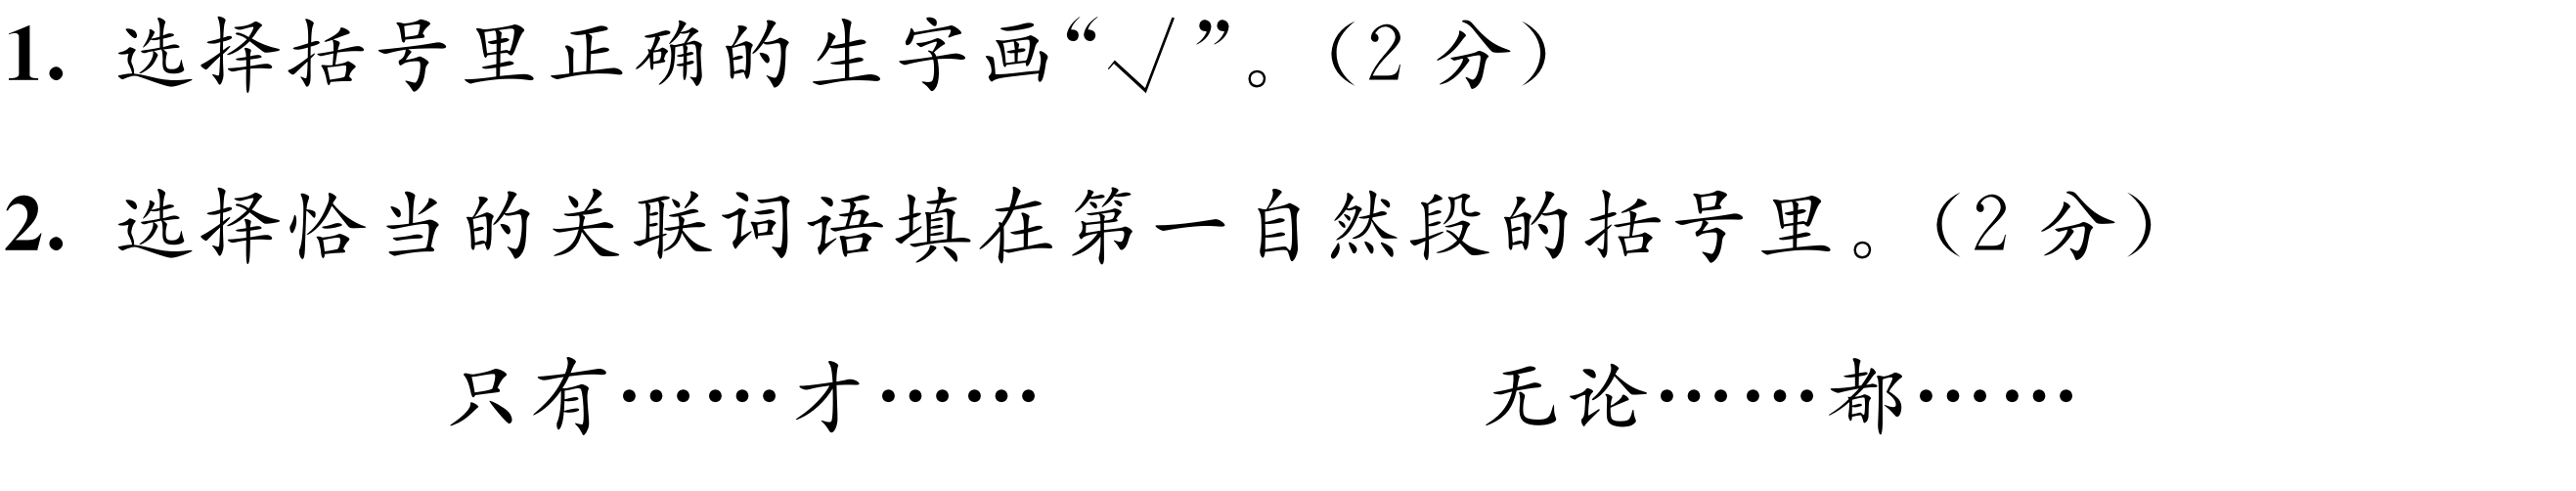 1. 选择括号里正确的生字画“√”。（2 分）
2. 选择恰当的关联词语填在第一自然段的括号里。（2 分）
只有……才…… 无论……都……